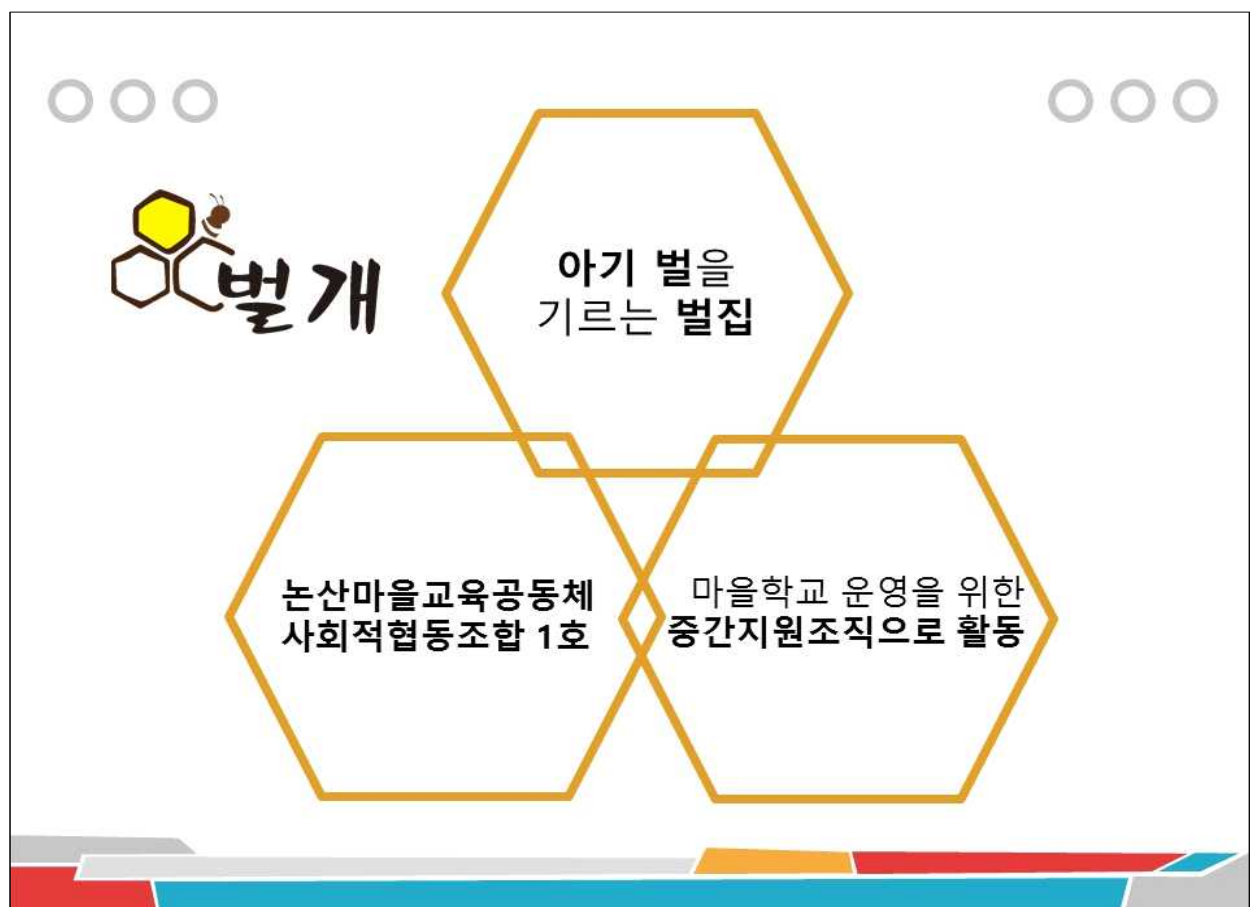 벌개
아기 벌을
기르는 벌집
논산마을교육공동체
사회적협동조합 1호
마을학교 운영을 위한
중간지원조직으로 활동